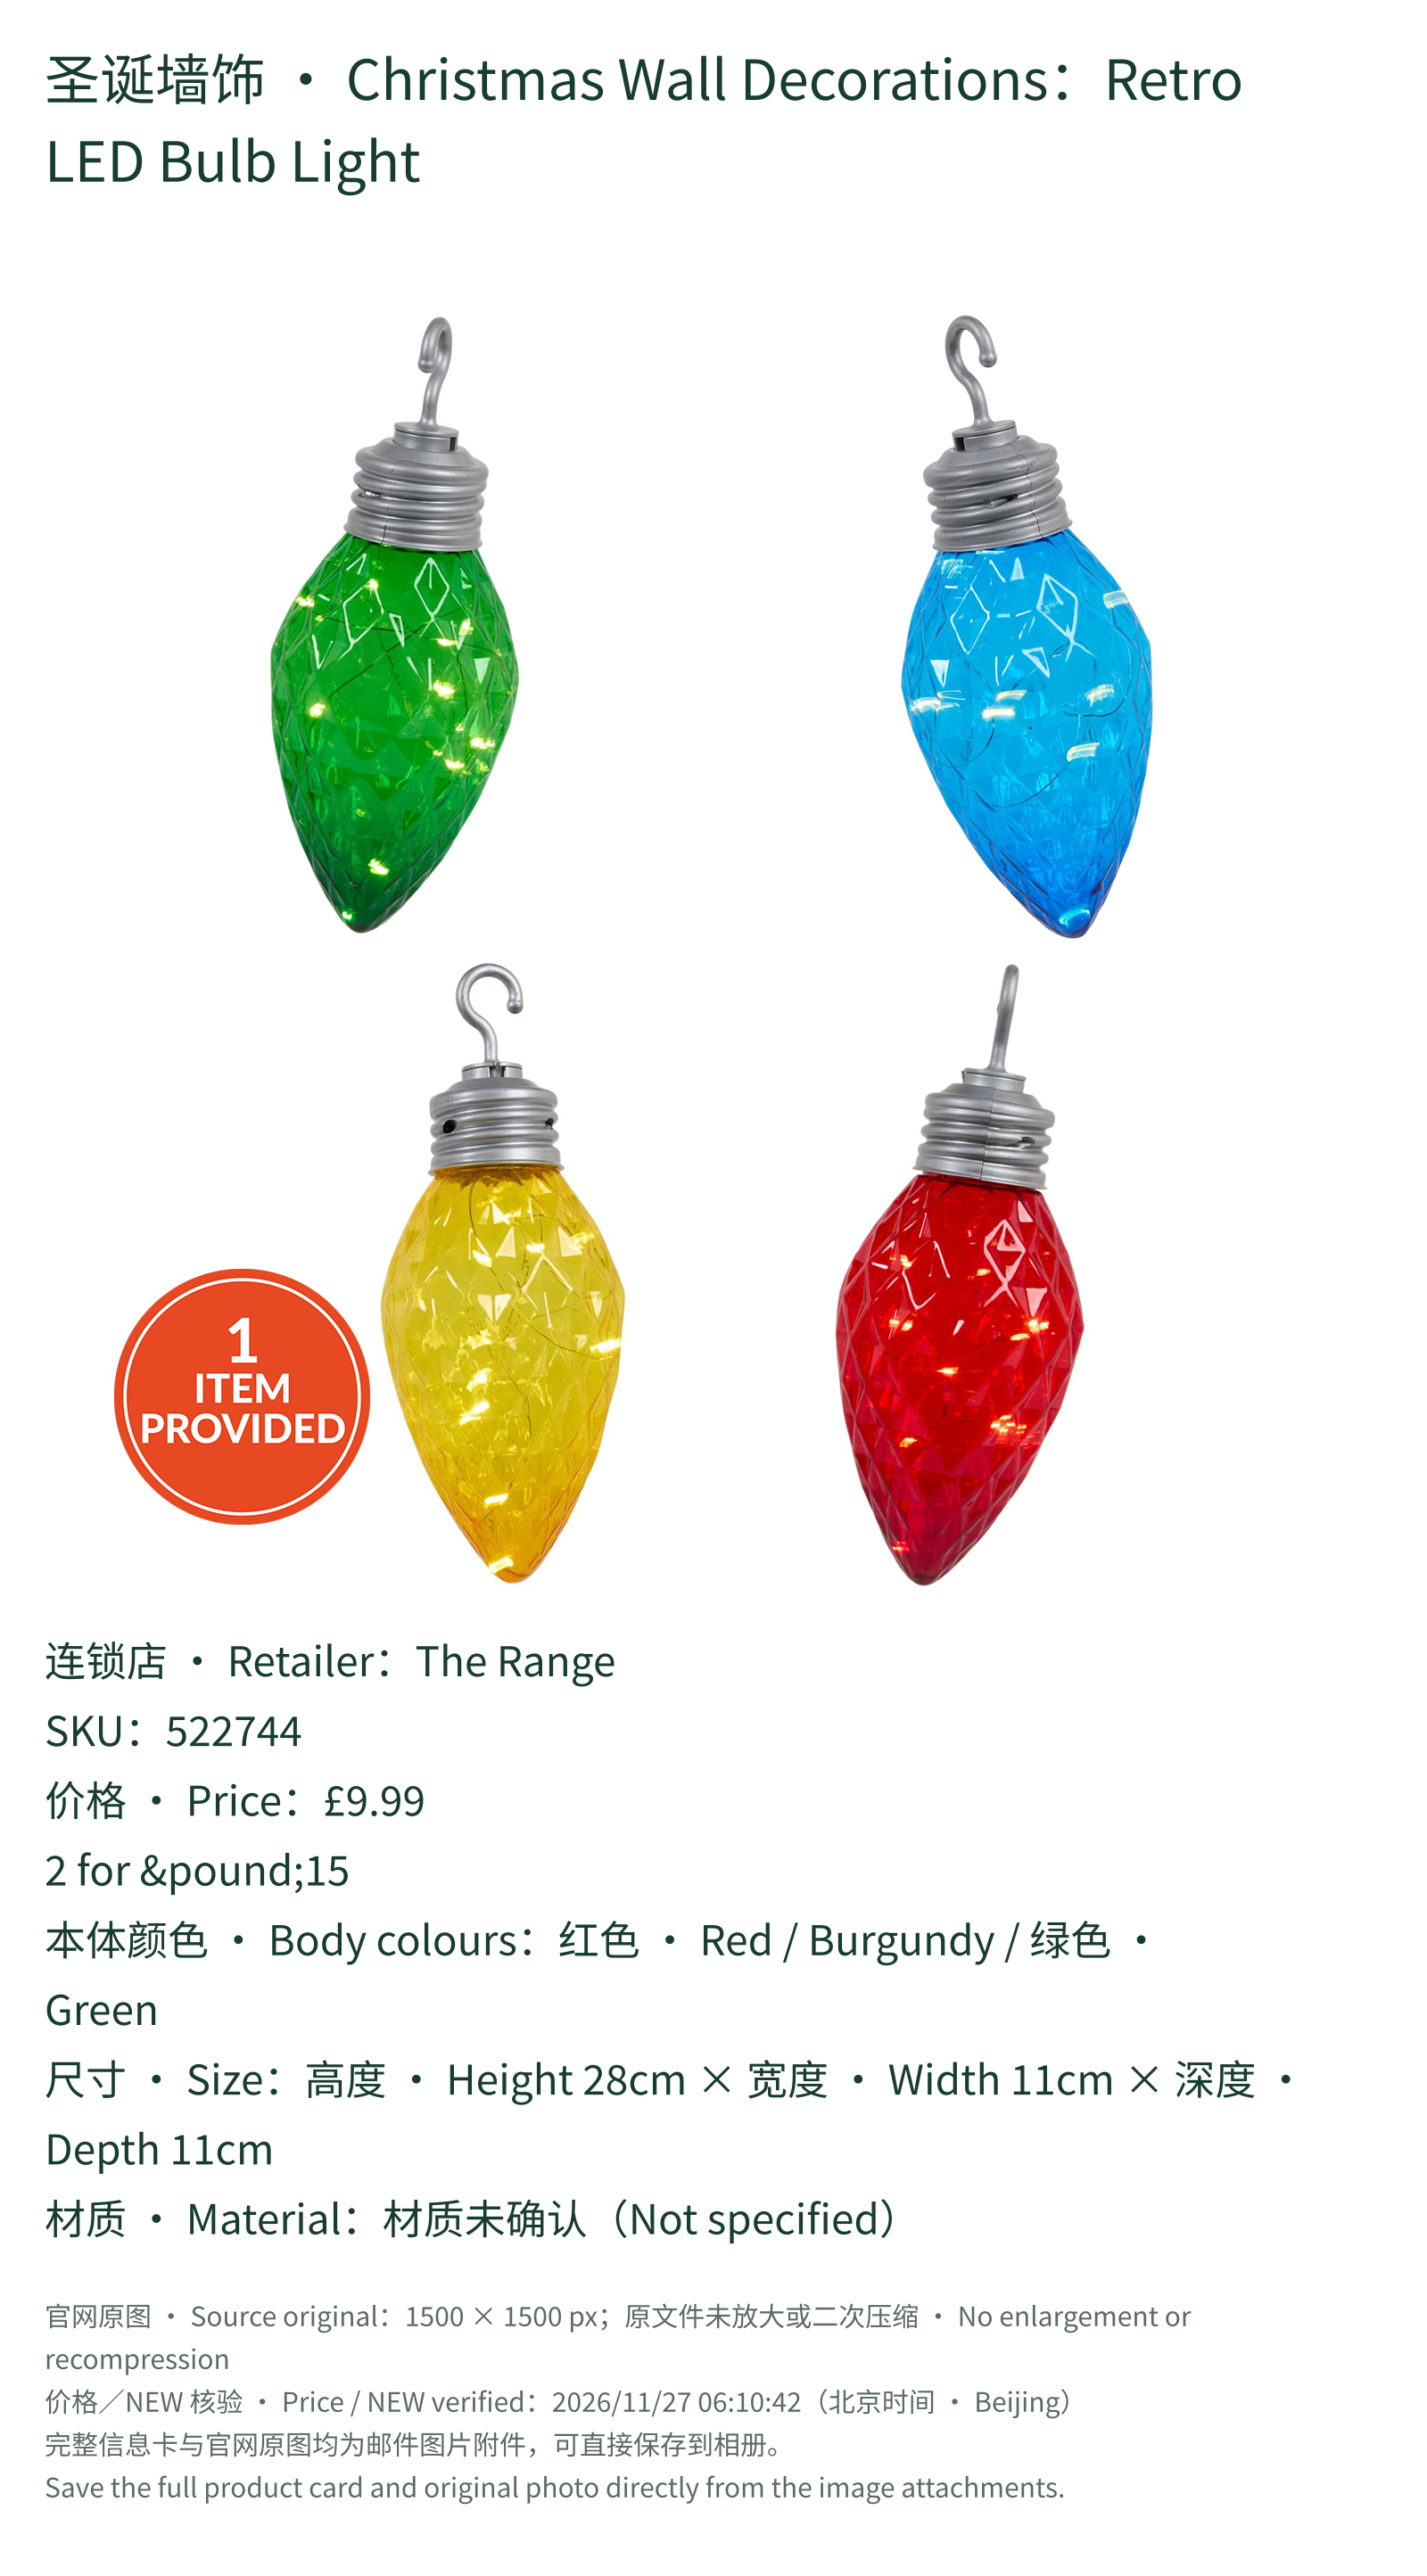 圣诞墙饰 · Christmas Wall Decorations：Retro
LED Bulb Light
1
ITEM
PROVIDED
连锁店 · Retailer：The Range
SKU：522744
价格 · Price：£9.99
2 for &pound;15
本体颜色 · Body colours：红色 · Red / Burgundy / 绿色 ·
Green
尺寸 · Size：高度 · Height 28cm × 宽度 · Width 11cm × 深度 ·
Depth 11cm
材质 · Material：材质未确认（Not specified）
官网原图 · Source original：1500 × 1500 px；原文件未放大或二次压缩 · No enlargement or
recompression
价格／NEW 核验 · Price / NEW verified：2026/11/27 06:10:42（北京时间 · Beijing）
完整信息卡与官网原图均为邮件图片附件，可直接保存到相册。
Save the full product card and original photo directly from the image attachments.